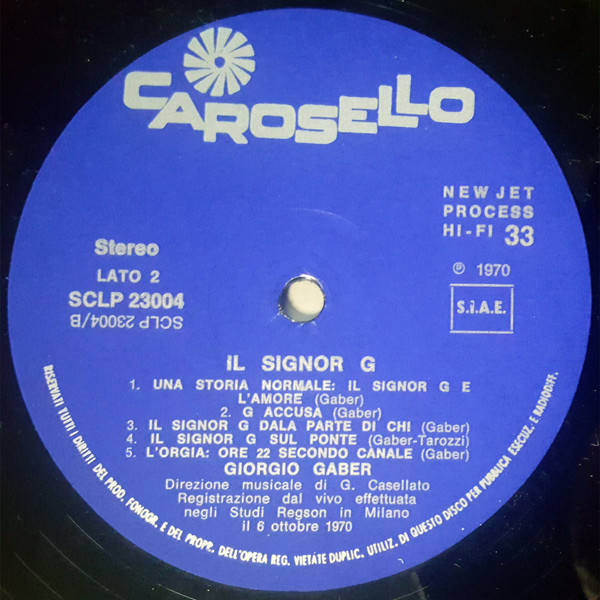 CAROSELLO
NEW JET
PROCESS
HI-FI 33
Stereo
LATO 2
SCLP 23004
SCLP 23004/B
℗ 1970
S.i.A.E.
IL SIGNOR G
1. UNA STORIA NORMALE: IL SIGNOR G E
L'AMORE (Gaber)
2. G ACCUSA (Gaber)
3. IL SIGNOR G DALA PARTE DI CHI (Gaber)
4. IL SIGNOR G SUL PONTE (Gaber-Tarozzi)
5. L'ORGIA: ORE 22 SECONDO CANALE (Gaber)
GIORGIO GABER
Direzione musicale di G. Casellato
Registrazione dal vivo effettuata
negli Studi Regson in Milano
il 6 ottobre 1970
RISERVATI TUTTI I DIRITTI DEL PROD. FONOGR. E DEL PROPR. DELL'OPERA REG. VIETATE DUPLIC. UTILIZ. DI QUESTO DISCO PER PUBBLICA ESECUZ. E RADIODIFF.